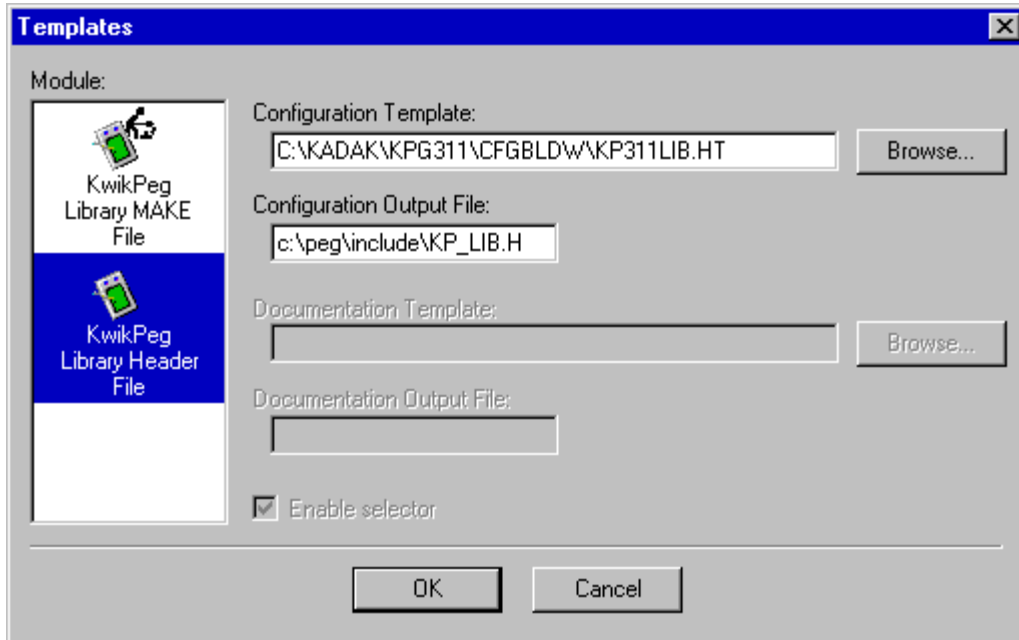 Templates
Module:
KwikPeg
Library MAKE
File
KwikPeg
Library Header
File
Configuration Template:
C:\KADAK\KPG311\CFGBLDW\KP311LIB.HT
Browse...
Configuration Output File:
c:\peg\include\KP_LIB.H
Documentation Template:
Browse...
Documentation Output File:
Enable selector
OK
Cancel